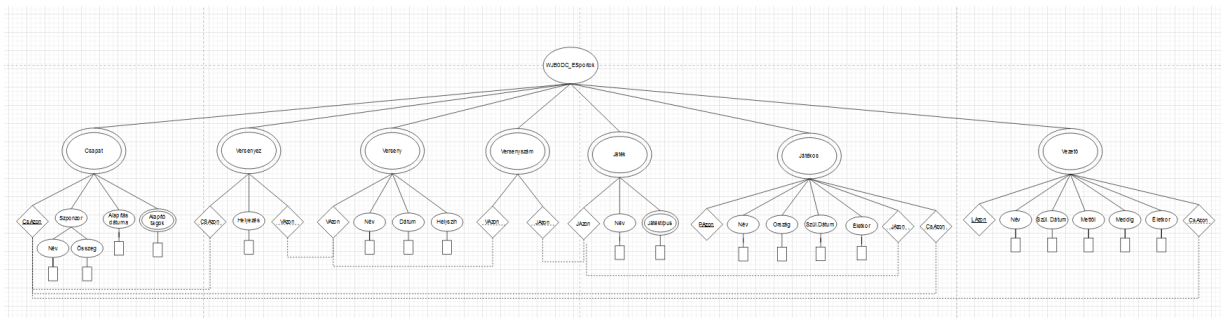 WJB0DC_ESportok
Csapat
Versenyez
Verseny
Versenyszám
Játék
Játékos
Vezető
CsAzon
Szponzor
Alapítás
dátuma
Alapító
tagok
CSAzon
Helyezés
VAzon
VAzon
Név
Dátum
Helyszín
VAzon
JAzon
JAzon
Név
Játéktípus
Név
Ország
Szül.Dátum
Életkor
JAzon
CsAzon
Név
Szül. Dátum
Mettől
Meddig
Életkor
CsAzon
Név
Összeg